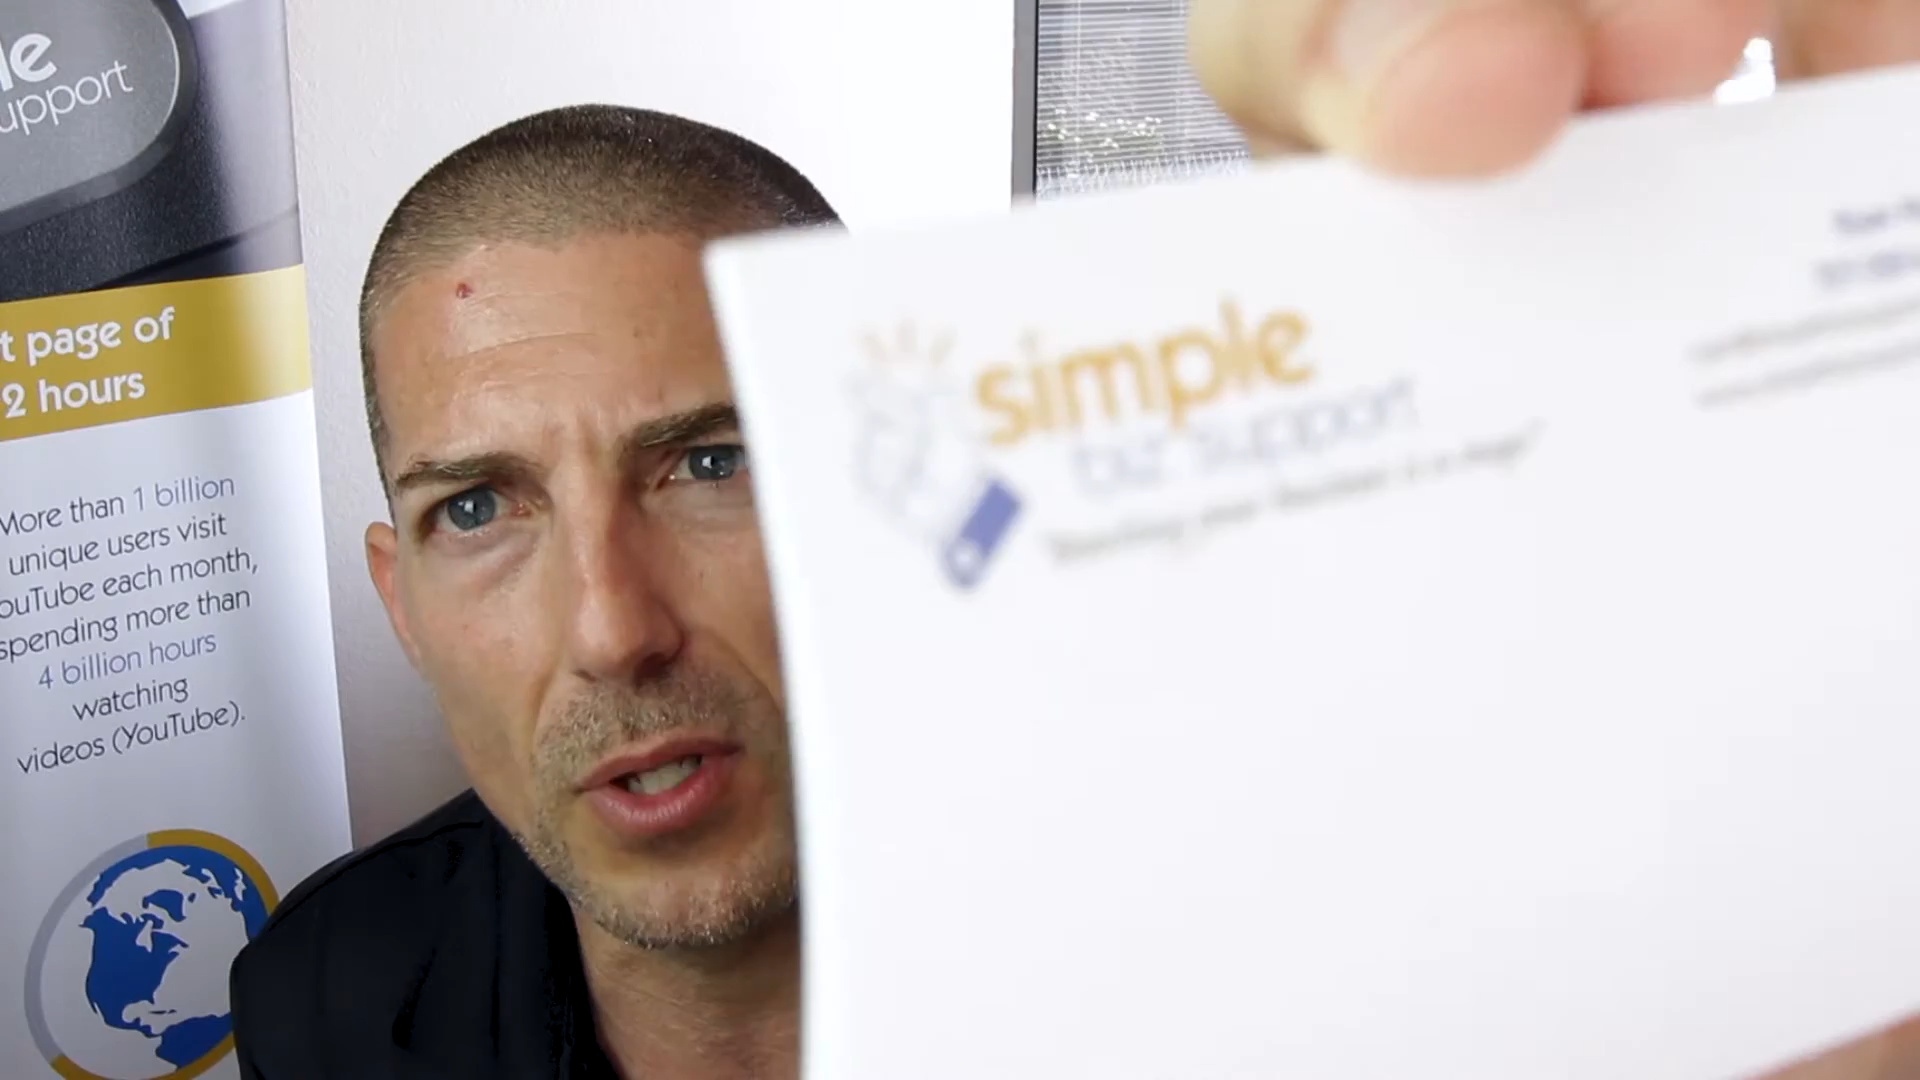 le
upport
t page of
2 hours
More than 1 billion
unique users visit
ouTube each month,
spending more than
4 billion hours
watching
videos (YouTube).
simple
biz support